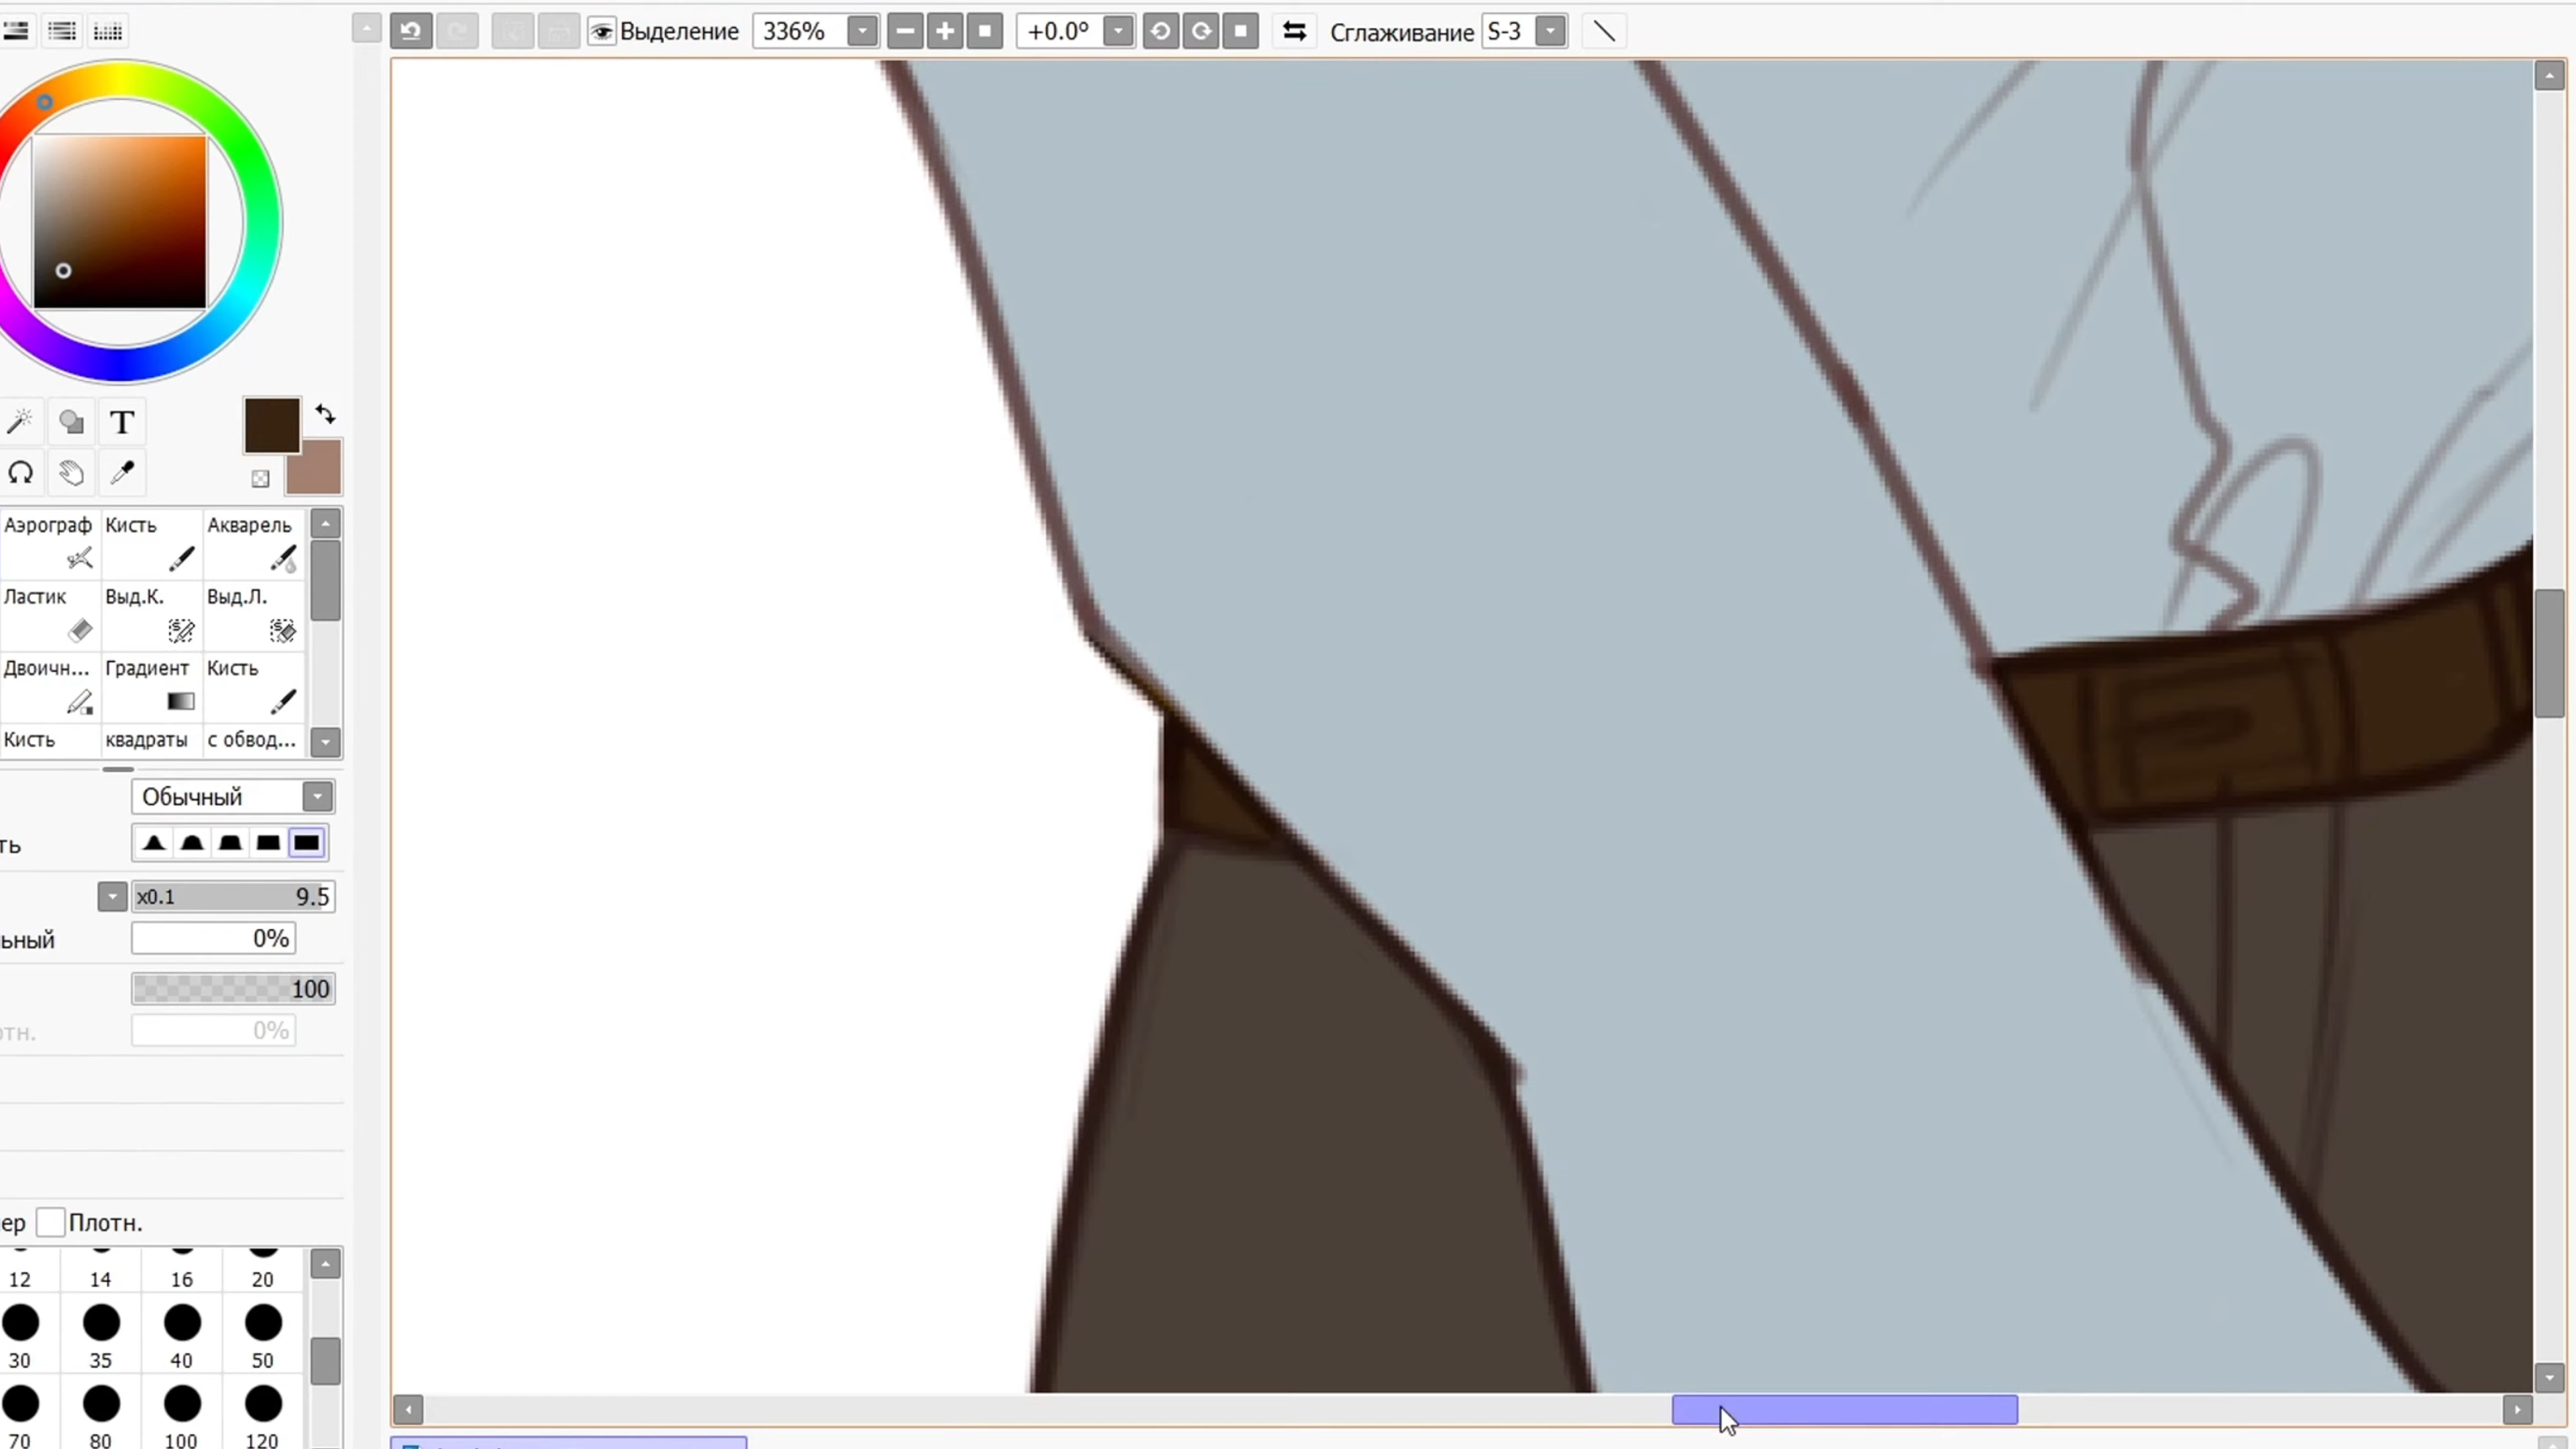 Выделение 336% +0.0° Сглаживание S-3
T
Аэрограф Кисть Акварель
Ластик Выд.К. Выд.Л.
Двоичн... Градиент Кисть
Кисть квадраты с обвод...
Обычный
ть
x0.1 9.5
ьный 0%
100
отн. 0%
ер Плотн.
12 14 16 20
30 35 40 50
70 80 100 120